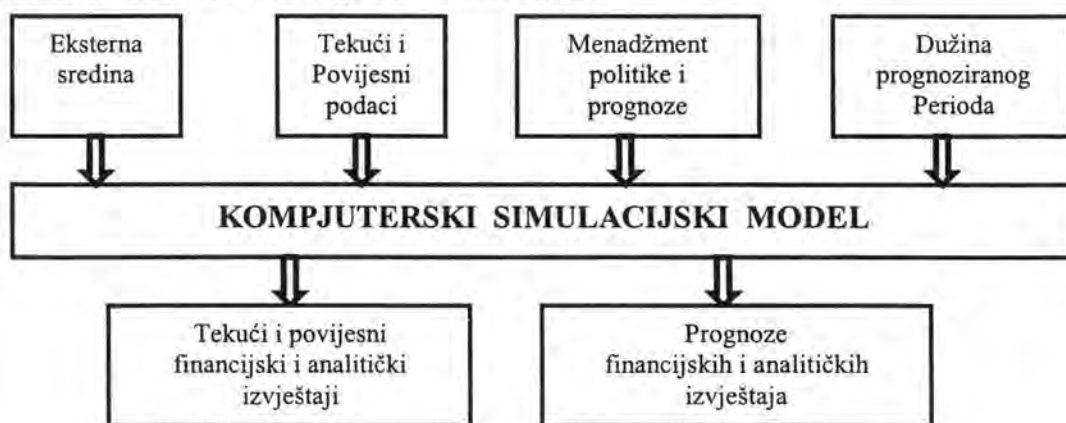 Eksterna
sredina
Tekući i
Povijesni
podaci
Menadžment
politike i
prognoze
Dužina
prognoziranog
Perioda
KOMPJUTERSKI SIMULACIJSKI MODEL
Tekući i povijesni
financijski i analitički
izvještaji
Prognoze
financijskih i analitičkih
izvještaja